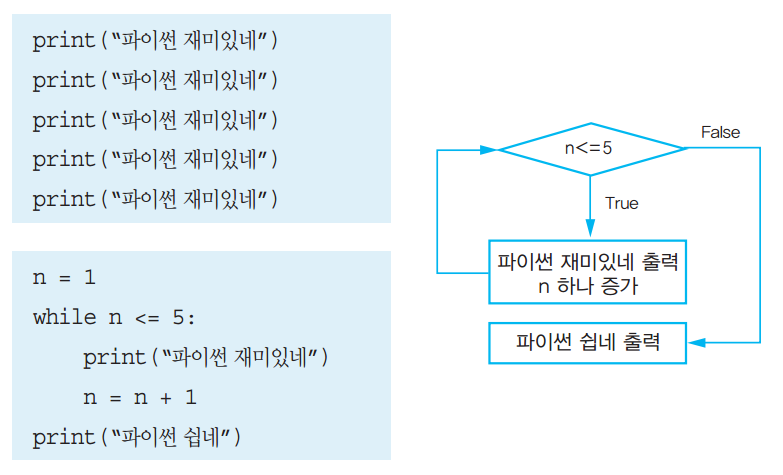 print(“파이썬 재미있네”)
print(“파이썬 재미있네”)
print(“파이썬 재미있네”)
print(“파이썬 재미있네”)
print(“파이썬 재미있네”)
n = 1
while n <= 5:
    print(“파이썬 재미있네”)
    n = n + 1
print(“파이썬 쉽네”)
n<=5
False
True
파이썬 재미있네 출력
n 하나 증가
파이썬 쉽네 출력